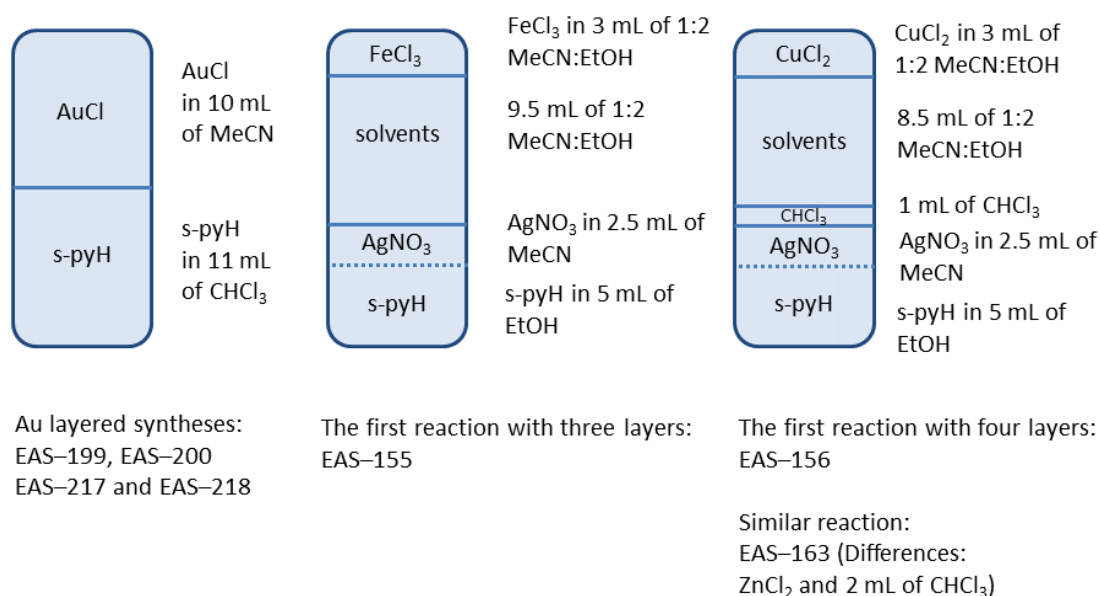 AuCl
s-pyH
AuCl
in 10 mL
of MeCN
s-pyH
in 11 mL
of CHCl₃
Au layered syntheses:
EAS–199, EAS–200
EAS–217 and EAS–218
FeCl₃
solvents
AgNO₃
s-pyH
FeCl₃ in 3 mL of 1:2
MeCN:EtOH
9.5 mL of 1:2
MeCN:EtOH
AgNO₃ in 2.5 mL of
MeCN
s-pyH in 5 mL of
EtOH
The first reaction with three layers:
EAS–155
CuCl₂
solvents
CHCl₃
AgNO₃
s-pyH
CuCl₂ in 3 mL of
1:2 MeCN:EtOH
8.5 mL of 1:2
MeCN:EtOH
1 mL of CHCl₃
AgNO₃ in 2.5 mL of
MeCN
s-pyH in 5 mL of
EtOH
The first reaction with four layers:
EAS–156
Similar reaction:
EAS–163 (Differences:
ZnCl₂ and 2 mL of CHCl₃)